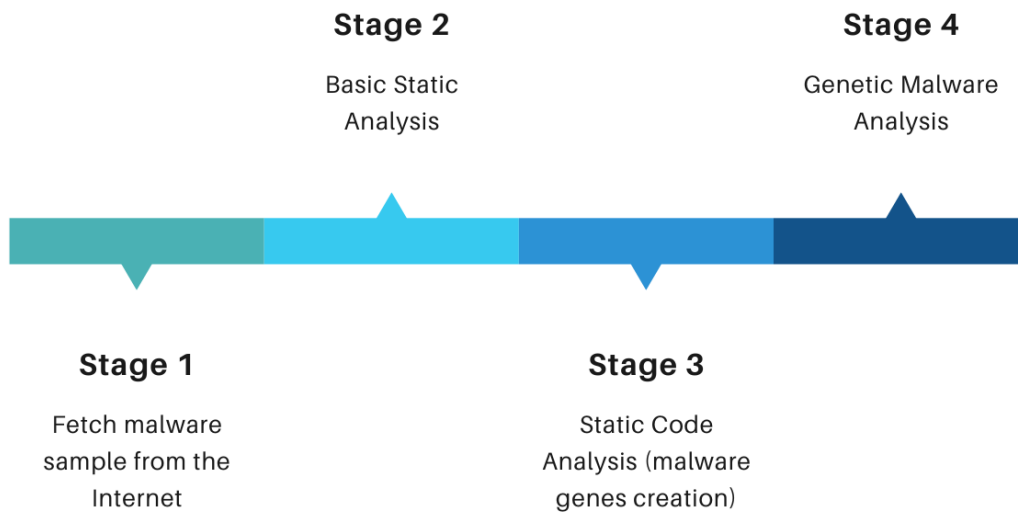 Stage 1
Fetch malware
sample from the
Internet
Stage 2
Basic Static
Analysis
Stage 3
Static Code
Analysis (malware
genes creation)
Stage 4
Genetic Malware
Analysis